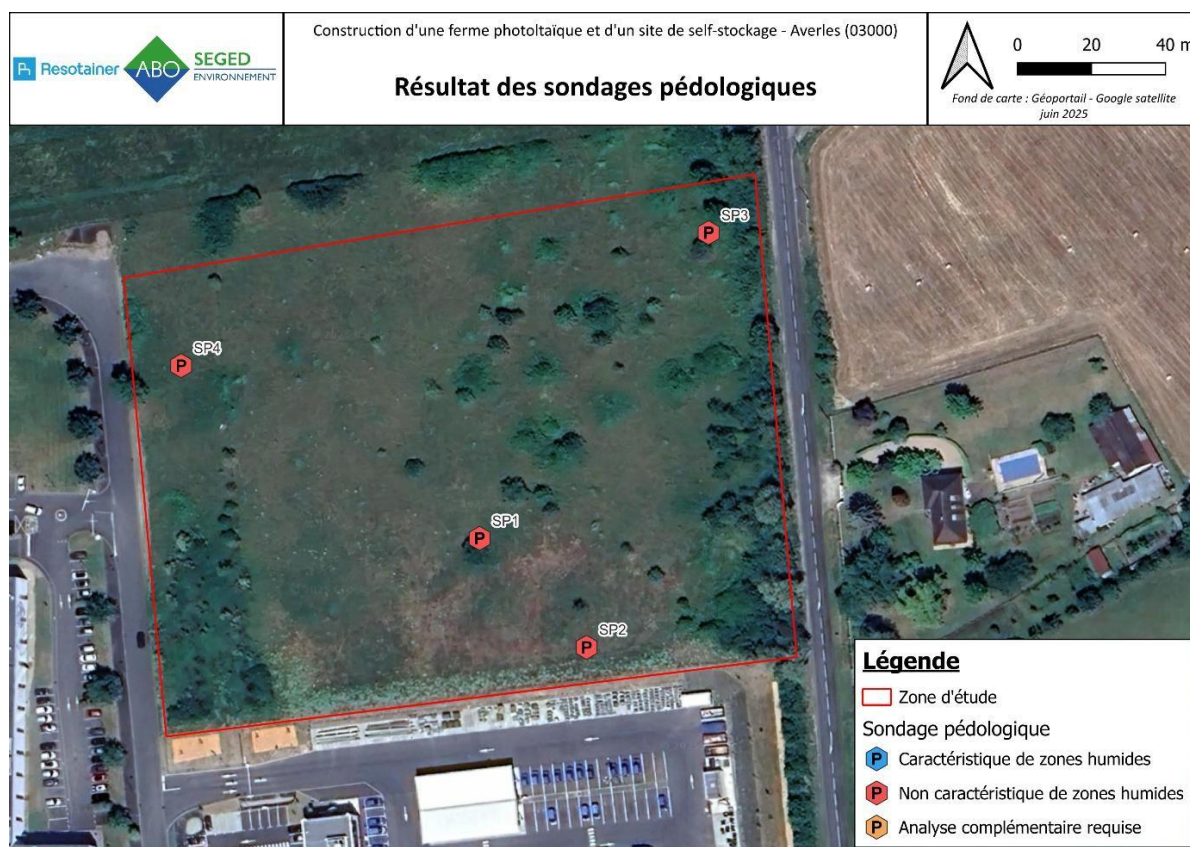 Resotainer
ABO
SEGED
ENVIRONNEMENT
Construction d'une ferme photoltaïque et d'un site de self-stockage - Averles (03000)
Résultat des sondages pédologiques
0 20 40 m
Fond de carte : Géoportail - Google satellite
juin 2025
P SP3
P SP4
P SP1
P SP2
Légende
Zone d'étude
Sondage pédologique
P Caractéristique de zones humides
P Non caractéristique de zones humides
P Analyse complémentaire requise